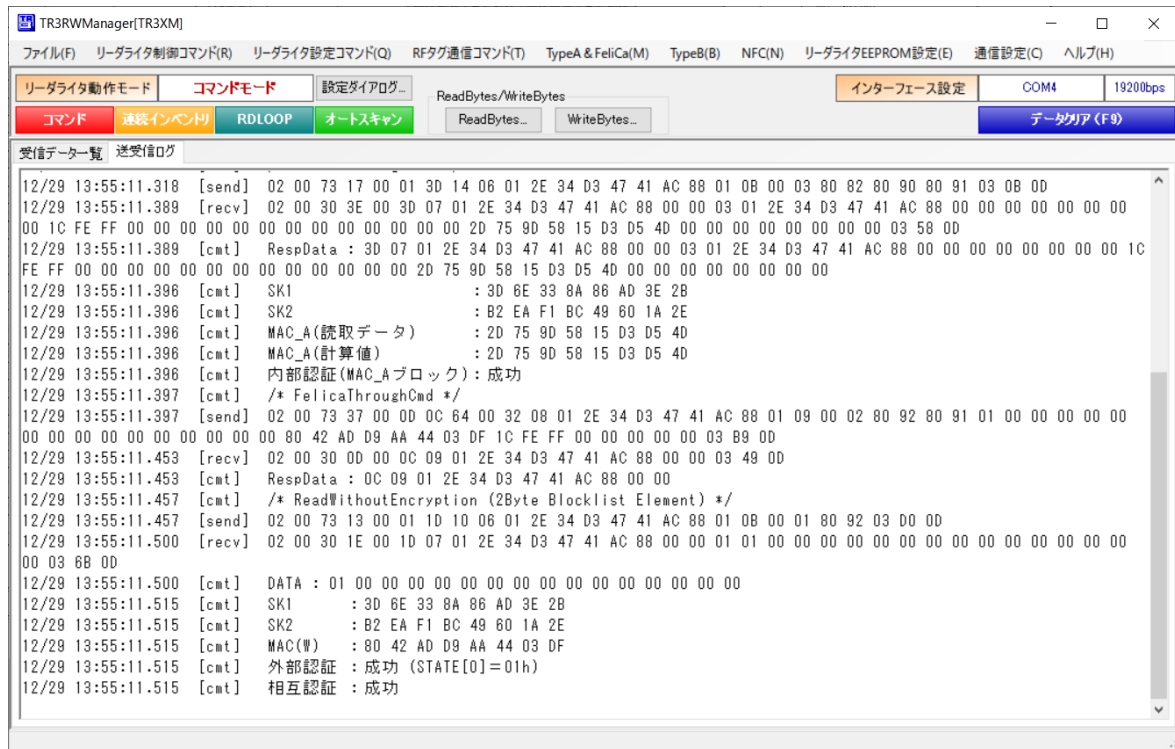 TR3RWManager[TR3XM]
ファイル(F) リーダライタ制御コマンド(R) リーダライタ設定コマンド(Q) RFタグ通信コマンド(T) TypeA & FeliCa(M) TypeB(B) NFC(N) リーダライタEEPROM設定(E) 通信設定(C) ヘルプ(H)
リーダライタ動作モード コマンドモード 設定ダイアログ... ReadBytes/WriteBytes インターフェース設定 COM4 19200bps
コマンド 連続インベントリ RDLOOP オートスキャン ReadBytes... WriteBytes... データクリア (F9)
受信データ一覧 送受信ログ
12/29 13:55:11.318 [send] 02 00 73 17 00 01 3D 14 06 01 2E 34 D3 47 41 AC 88 01 0B 00 03 80 82 80 90 80 91 03 0B 0D
12/29 13:55:11.389 [recv] 02 00 30 3E 00 3D 07 01 2E 34 D3 47 41 AC 88 00 00 03 01 2E 34 D3 47 41 AC 88 00 00 00 00 00 00 00
00 1C FE FF 00 00 00 00 00 00 00 00 00 00 00 00 00 2D 75 9D 58 15 D3 D5 4D 00 00 00 00 00 00 00 00 03 58 0D
12/29 13:55:11.389 [cmt] RespData : 3D 07 01 2E 34 D3 47 41 AC 88 00 00 03 01 2E 34 D3 47 41 AC 88 00 00 00 00 00 00 00 00 1C
FE FF 00 00 00 00 00 00 00 00 00 00 00 00 00 2D 75 9D 58 15 D3 D5 4D 00 00 00 00 00 00 00 00
12/29 13:55:11.396 [cmt] SK1 : 3D 6E 33 8A 86 AD 3E 2B
12/29 13:55:11.396 [cmt] SK2 : B2 EA F1 BC 49 60 1A 2E
12/29 13:55:11.396 [cmt] MAC_A(読取データ) : 2D 75 9D 58 15 D3 D5 4D
12/29 13:55:11.396 [cmt] MAC_A(計算値) : 2D 75 9D 58 15 D3 D5 4D
12/29 13:55:11.396 [cmt] 内部認証(MAC_Aブロック) : 成功
12/29 13:55:11.397 [cmt] /* FelicaThroughCmd */
12/29 13:55:11.397 [send] 02 00 73 37 00 0D 0C 64 00 32 08 01 2E 34 D3 47 41 AC 88 01 09 00 02 80 92 80 91 01 00 00 00 00 00
00 00 00 00 00 00 00 00 00 00 80 42 AD D9 AA 44 03 DF 1C FE FF 00 00 00 00 00 03 B9 0D
12/29 13:55:11.453 [recv] 02 00 30 0D 00 0C 09 01 2E 34 D3 47 41 AC 88 00 00 03 49 0D
12/29 13:55:11.453 [cmt] RespData : 0C 09 01 2E 34 D3 47 41 AC 88 00 00
12/29 13:55:11.457 [cmt] /* ReadWithoutEncryption (2Byte Blocklist Element) */
12/29 13:55:11.457 [send] 02 00 73 13 00 01 1D 10 06 01 2E 34 D3 47 41 AC 88 01 0B 00 01 80 92 03 D0 0D
12/29 13:55:11.500 [recv] 02 00 30 1E 00 1D 07 01 2E 34 D3 47 41 AC 88 00 00 01 01 00 00 00 00 00 00 00 00 00 00 00 00 00 00
00 03 6B 0D
12/29 13:55:11.500 [cmt] DATA : 01 00 00 00 00 00 00 00 00 00 00 00 00 00 00 00
12/29 13:55:11.515 [cmt] SK1 : 3D 6E 33 8A 86 AD 3E 2B
12/29 13:55:11.515 [cmt] SK2 : B2 EA F1 BC 49 60 1A 2E
12/29 13:55:11.515 [cmt] MAC(W) : 80 42 AD D9 AA 44 03 DF
12/29 13:55:11.515 [cmt] 外部認証 : 成功 (STATE[0]=01h)
12/29 13:55:11.515 [cmt] 相互認証 : 成功